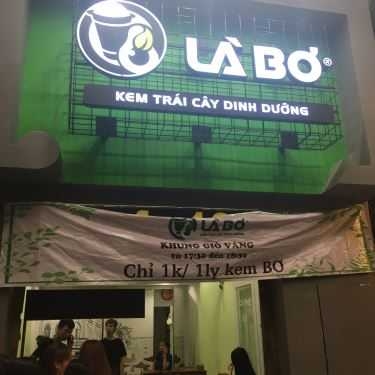 LÀ BƠ®
KEM TRÁI CÂY DINH DƯỠNG
LÀ BƠ
KHUNG GIỜ VÀNG
Chỉ 1k/ 1ly kem BƠ